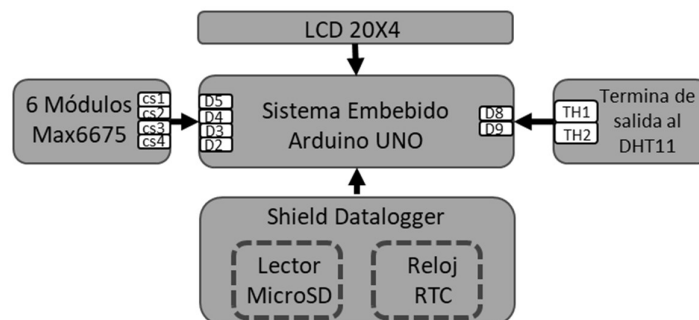 LCD 20X4
6 Módulos
Max6675
cs1
cs2
cs3
cs4
D5
D4
D3
D2
Sistema Embebido
Arduino UNO
D8
D9
TH1
TH2
Termina de
salida al
DHT11
Shield Datalogger
Lector
MicroSD
Reloj
RTC